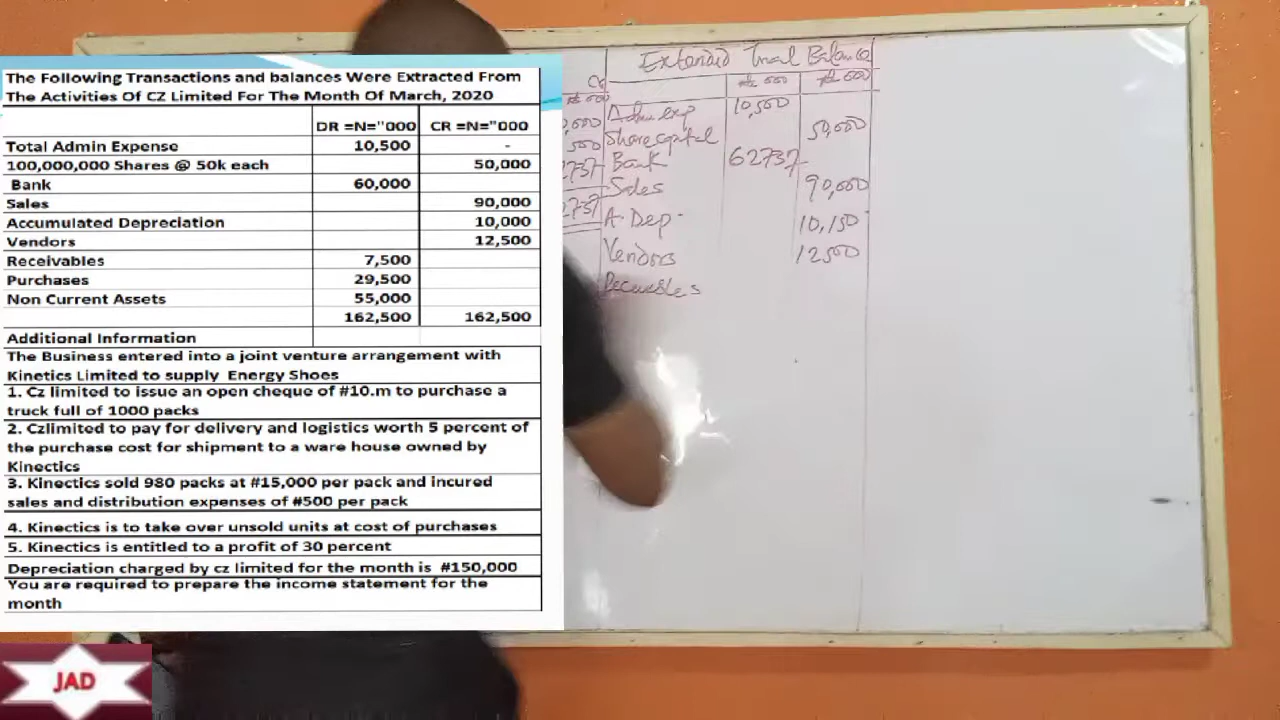 The Following Transactions and balances Were Extracted From
The Activities Of CZ Limited For The Month Of March, 2020
DR =N="000 CR =N="000
Total Admin Expense 10,500 -
100,000,000 Shares @ 50k each 50,000
Bank 60,000
Sales 90,000
Accumulated Depreciation 10,000
Vendors 12,500
Receivables 7,500
Purchases 29,500
Non Current Assets 55,000
162,500 162,500
Additional Information
The Business entered into a joint venture arrangement with
Kinetics Limited to supply Energy Shoes
1. Cz limited to issue an open cheque of #10.m to purchase a
truck full of 1000 packs
2. Czlimited to pay for delivery and logistics worth 5 percent of
the purchase cost for shipment to a ware house owned by
Kinectics
3. Kinectics sold 980 packs at #15,000 per pack and incured
sales and distribution expenses of #500 per pack
4. Kinectics is to take over unsold units at cost of purchases
5. Kinectics is entitled to a profit of 30 percent
Depreciation charged by cz limited for the month is #150,000
You are required to prepare the income statement for the
month
JAD
Extended Trial Balance
₦ 000 ₦ 000
Admin exp 10,500
Share capital 50,000
Bank 62737
Sales 90,000
A. Dep. 10,150
Vendors 12500
Receivables